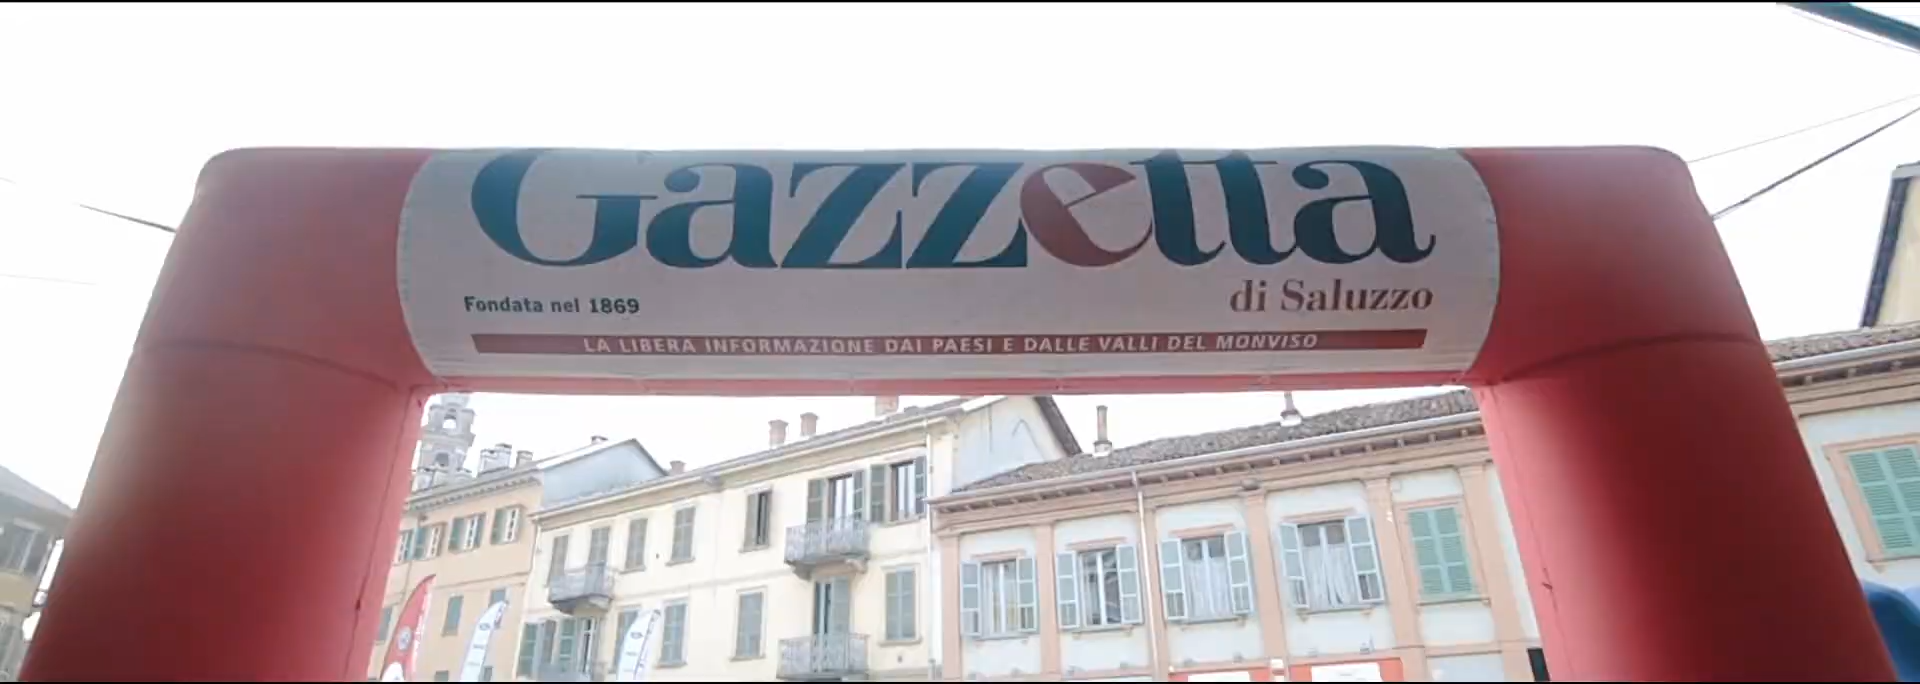 Gazzetta
di Saluzzo
Fondata nel 1869
LA LIBERA INFORMAZIONE DAI PAESI E DALLE VALLI DEL MONVISO